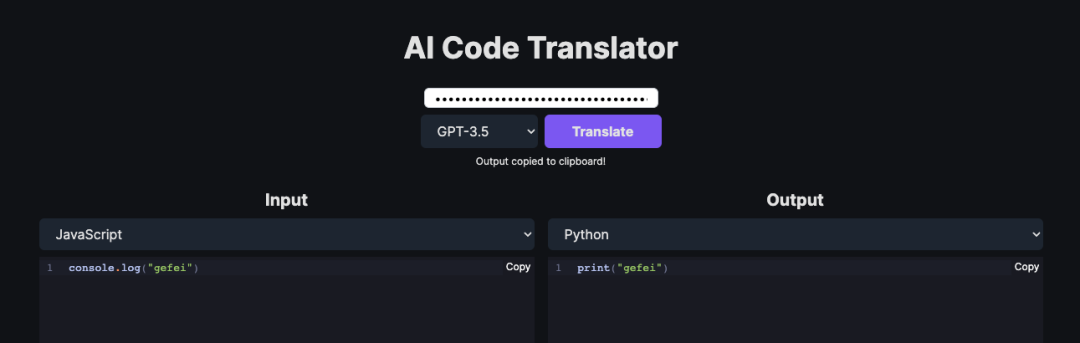 AI Code Translator
••••••••••••••••••••••••••••••••••
GPT-3.5 Translate
Output copied to clipboard!
Input
JavaScript
1 console.log("gefei") Copy
Output
Python
1 print("gefei") Copy